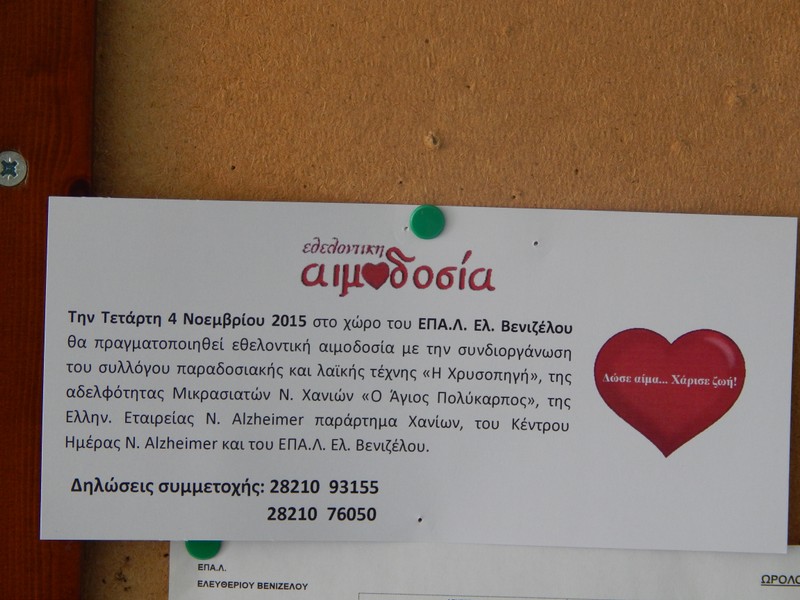 εθελοντικη
αιμοδοσία
Την Τετάρτη 4 Νοεμβρίου 2015 στο χώρο του ΕΠΑ.Λ. Ελ. Βενιζέλου
θα πραγματοποιηθεί εθελοντική αιμοδοσία με την συνδιοργάνωση
του συλλόγου παραδοσιακής και λαϊκής τέχνης «Η Χρυσοπηγή», της
αδελφότητας Μικρασιατών Ν. Χανιών «Ο Άγιος Πολύκαρπος», της
Ελλην. Εταιρείας Ν. Alzheimer παράρτημα Χανίων, του Κέντρου
Ημέρας Ν. Alzheimer και του ΕΠΑ.Λ. Ελ. Βενιζέλου.
Δώσε αίμα... Χάρισε ζωή!
Δηλώσεις συμμετοχής: 28210 93155
28210 76050
ΕΠΑ.Λ.
ΕΛΕΥΘΕΡΙΟΥ ΒΕΝΙΖΕΛΟΥ